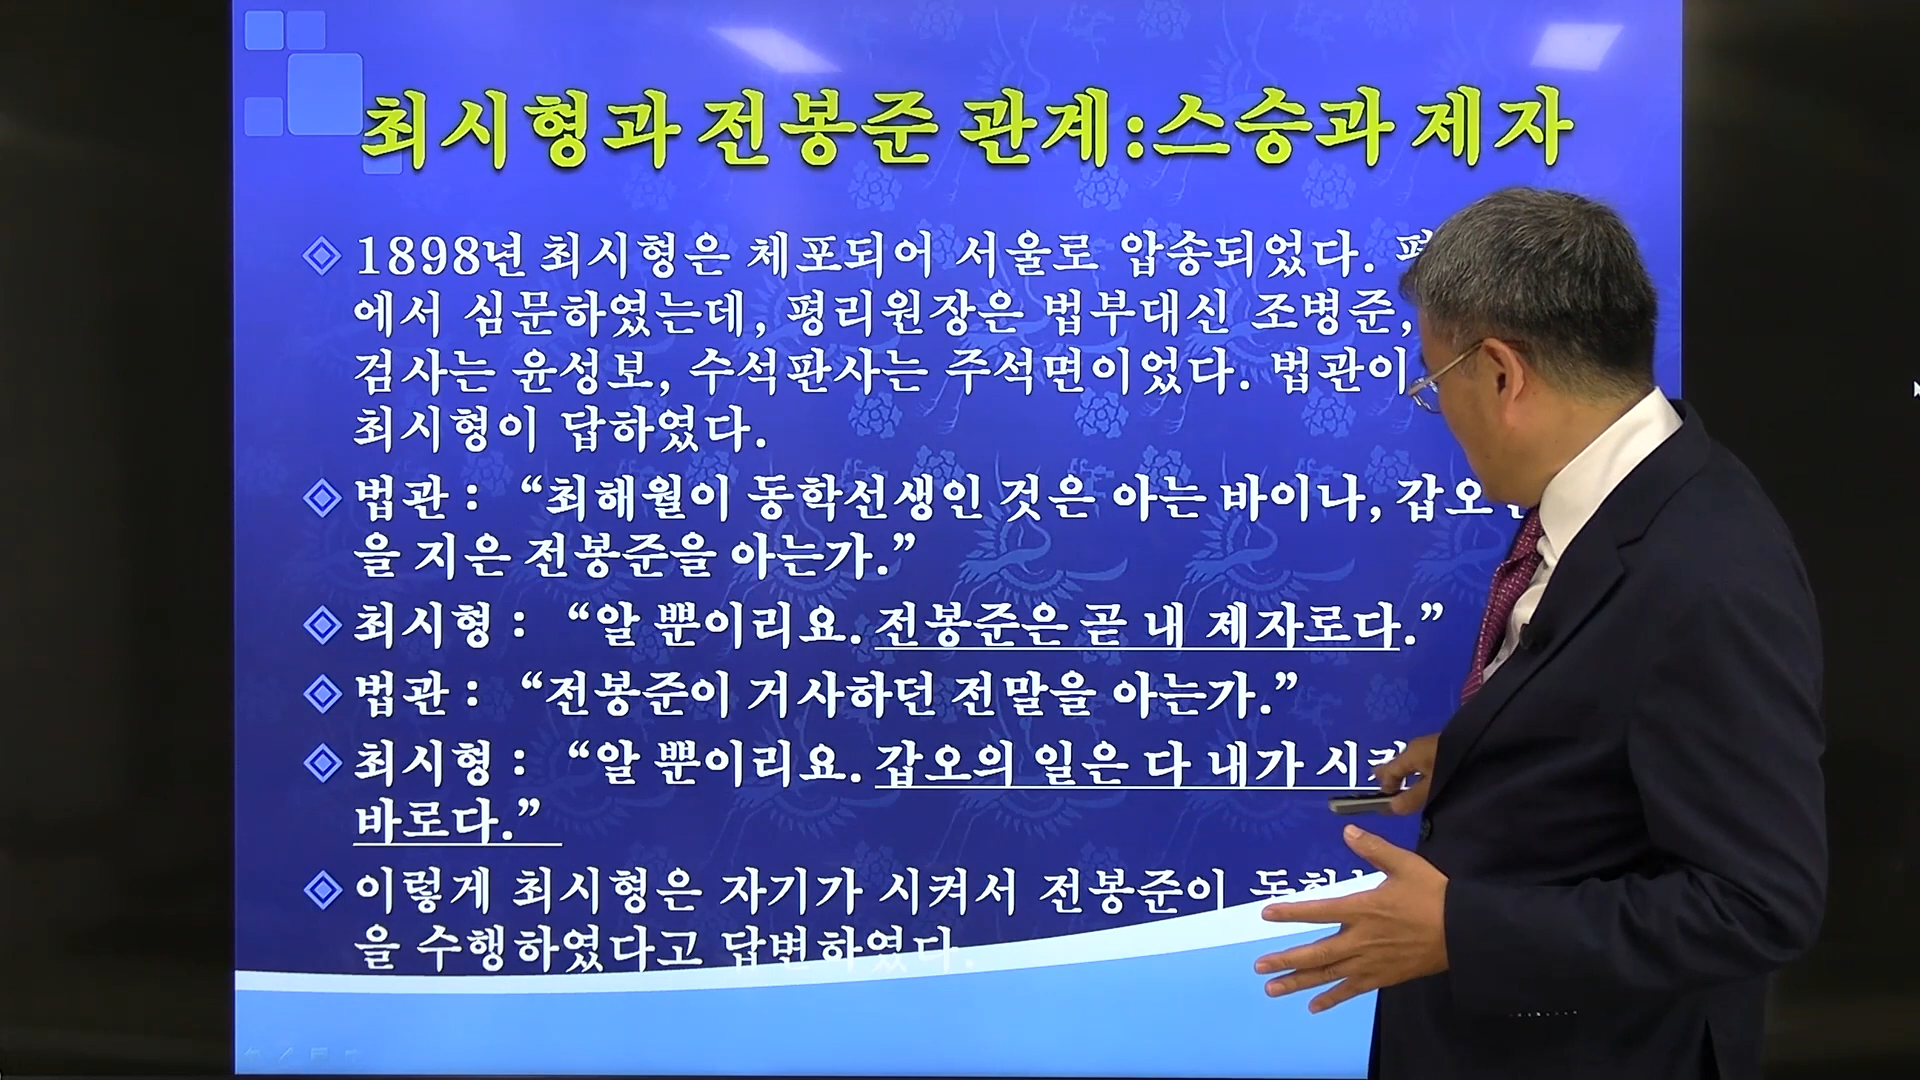 최시형과 전봉준 관계:스승과 제자
1898년 최시형은 체포되어 서울로 압송되었다.
에서 심문하였는데, 평리원장은 법부대신 조병준,
검사는 윤성보, 수석판사는 주석면이었다. 법관이
최시형이 답하였다.
법관 : “최해월이 동학선생인 것은 아는 바이나, 갑오
을 지은 전봉준을 아는가.”
최시형 : “알 뿐이리요. 전봉준은 곧 내 제자로다.”
법관 : “전봉준이 거사하던 전말을 아는가.”
최시형 : “알 뿐이리요. 갑오의 일은 다 내가
바로다.”
이렇게 최시형은 자기가 시켜서 전봉준이
을 수행하였다고 답변하였다.